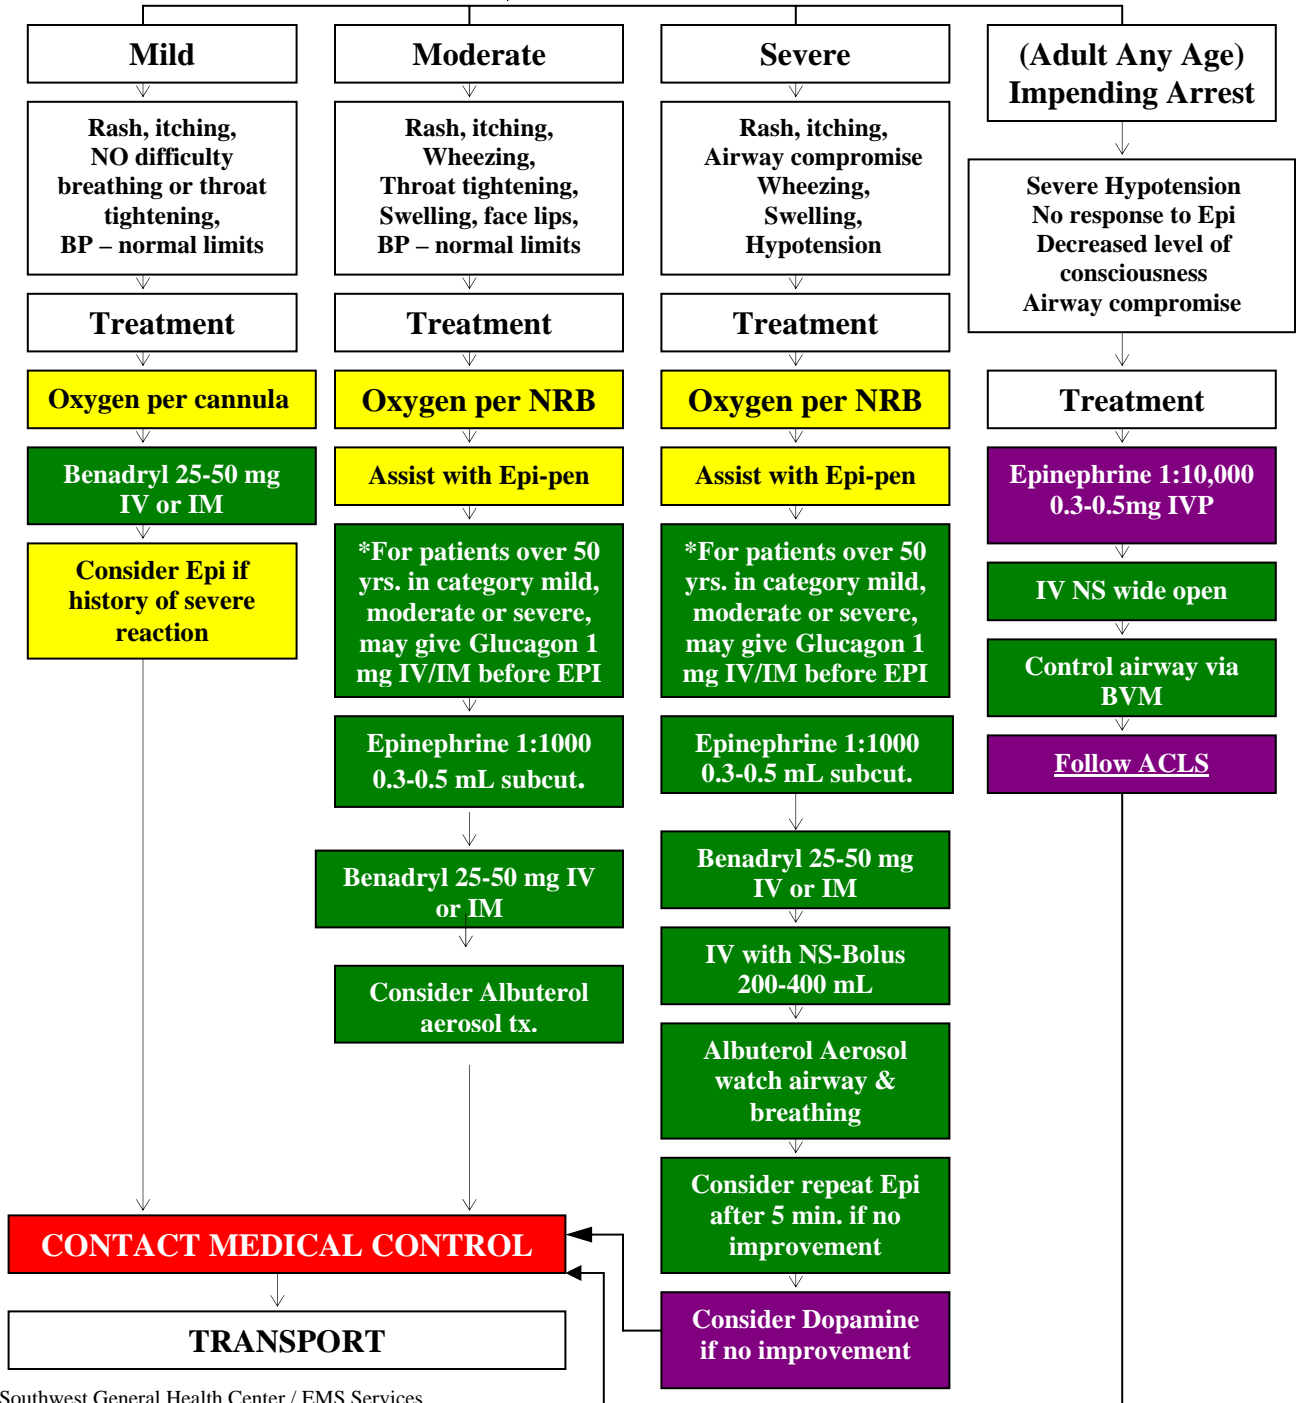 Mild
Rash, itching,
NO difficulty
breathing or throat
tightening,
BP – normal limits
Treatment
Oxygen per cannula
Benadryl 25-50 mg
IV or IM
Consider Epi if
history of severe
reaction
Moderate
Rash, itching,
Wheezing,
Throat tightening,
Swelling, face lips,
BP – normal limits
Treatment
Oxygen per NRB
Assist with Epi-pen
*For patients over 50
yrs. in category mild,
moderate or severe,
may give Glucagon 1
mg IV/IM before EPI
Epinephrine 1:1000
0.3-0.5 mL subcut.
Benadryl 25-50 mg IV
or IM
Consider Albuterol
aerosol tx.
Severe
Rash, itching,
Airway compromise
Wheezing,
Swelling,
Hypotension
Treatment
Oxygen per NRB
Assist with Epi-pen
*For patients over 50
yrs. in category mild,
moderate or severe,
may give Glucagon 1
mg IV/IM before EPI
Epinephrine 1:1000
0.3-0.5 mL subcut.
Benadryl 25-50 mg
IV or IM
IV with NS-Bolus
200-400 mL
Albuterol Aerosol
watch airway &
breathing
Consider repeat Epi
after 5 min. if no
improvement
Consider Dopamine
if no improvement
(Adult Any Age)
Impending Arrest
Severe Hypotension
No response to Epi
Decreased level of
consciousness
Airway compromise
Treatment
Epinephrine 1:10,000
0.3-0.5mg IVP
IV NS wide open
Control airway via
BVM
Follow ACLS
CONTACT MEDICAL CONTROL
TRANSPORT
Southwest General Health Center / EMS Services